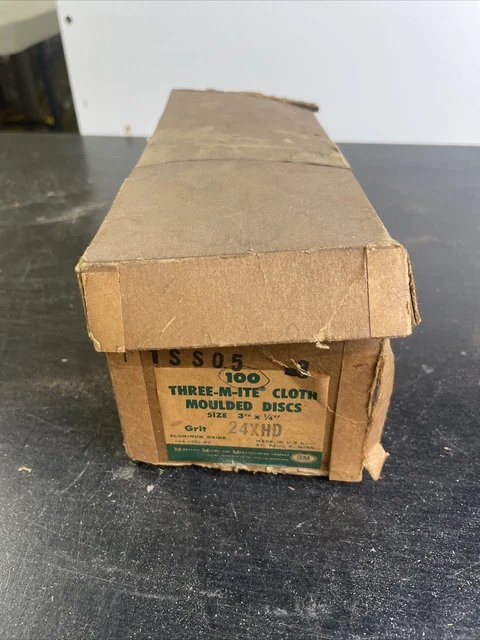 1SS05
100
THREE-M-ITE® CLOTH
MOULDED DISCS
SIZE 3" x ¼"
Grit 24XHD
ALUMINUM OXIDE
MADE IN U.S.A.
ST. PAUL 6, MINN.
MINNESOTA MINING AND MANUFACTURING COMPANY
3M